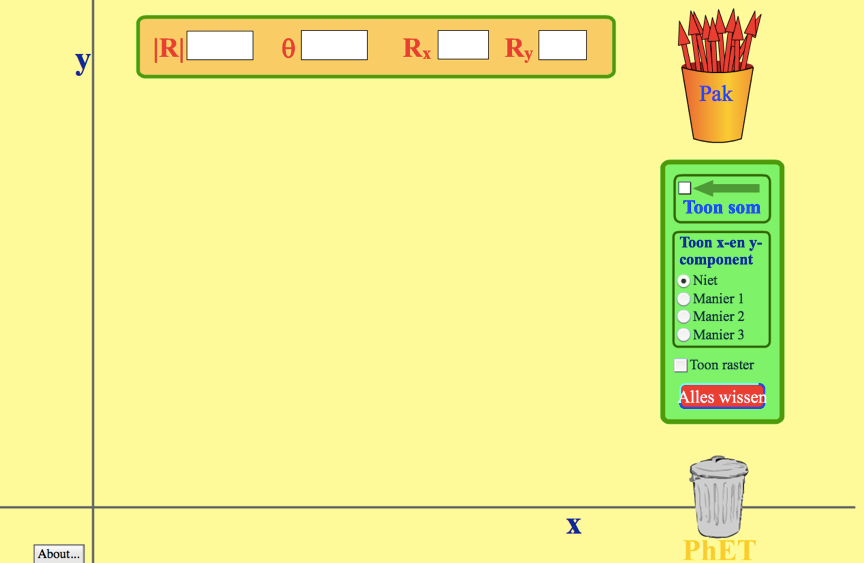 y
|R|
θ
Rx
Ry
Pak
Toon som
Toon x-en y-
component
Niet
Manier 1
Manier 2
Manier 3
Toon raster
Alles wissen
x
PhET
About...